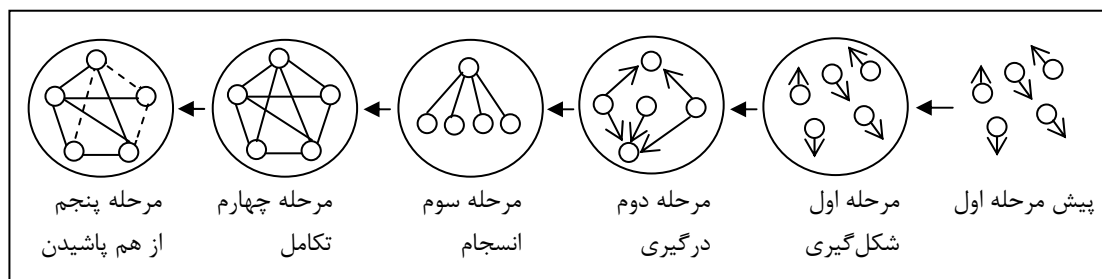 پیش مرحله اول
مرحله اول
شکل‌گیری
مرحله دوم
درگیری
مرحله سوم
انسجام
مرحله چهارم
تکامل
مرحله پنجم
از هم پاشیدن